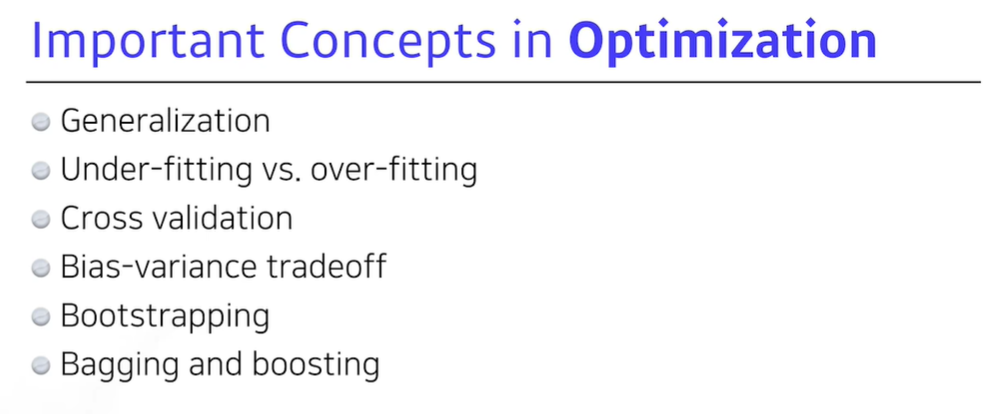 Important Concepts in Optimization
Generalization
Under-fitting vs. over-fitting
Cross validation
Bias-variance tradeoff
Bootstrapping
Bagging and boosting